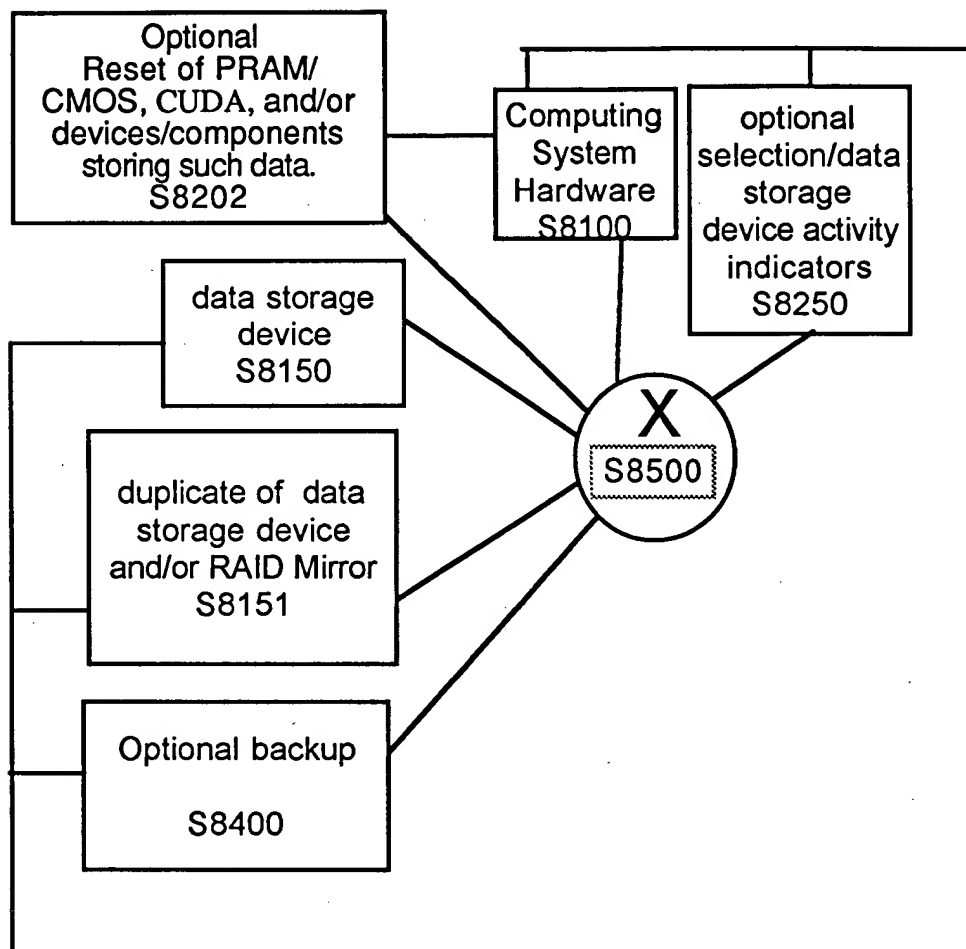 Optional
Reset of PRAM/
CMOS, CUDA, and/or
devices/components
storing such data.
S8202
Computing
System
Hardware
S8100
optional
selection/data
storage
device activity
indicators
S8250
data storage
device
S8150
X
S8500
duplicate of data
storage device
and/or RAID Mirror
S8151
Optional backup
S8400